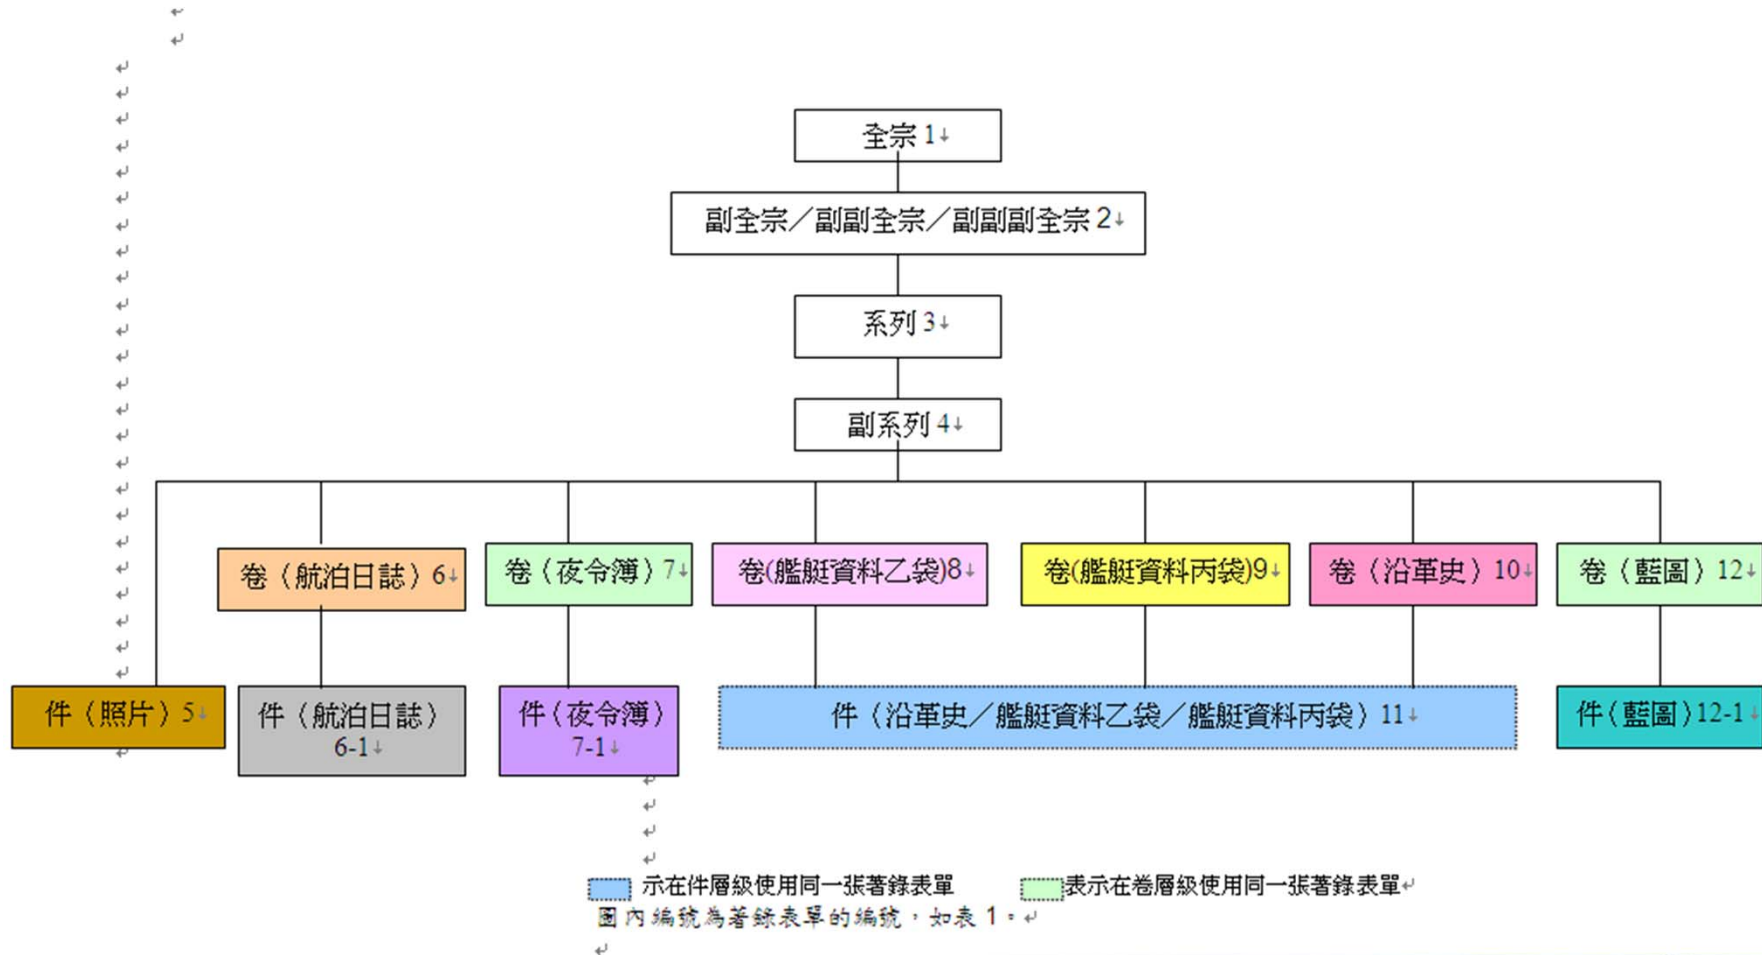 全宗 1
副全宗／副副全宗／副副副全宗 2
系列 3
副系列 4
卷（航泊日誌）6
卷（夜令簿）7
卷(艦艇資料乙袋)8
卷(艦艇資料丙袋)9
卷（沿革史）10
卷（藍圖）12
件（照片）5
件（航泊日誌）
6-1
件（夜令簿）
7-1
件（沿革史／艦艇資料乙袋／艦艇資料丙袋）11
件（藍圖）12-1
示在件層級使用同一張著錄表單
表示在卷層級使用同一張著錄表單
圖內編號為著錄表單的編號，如表 1。